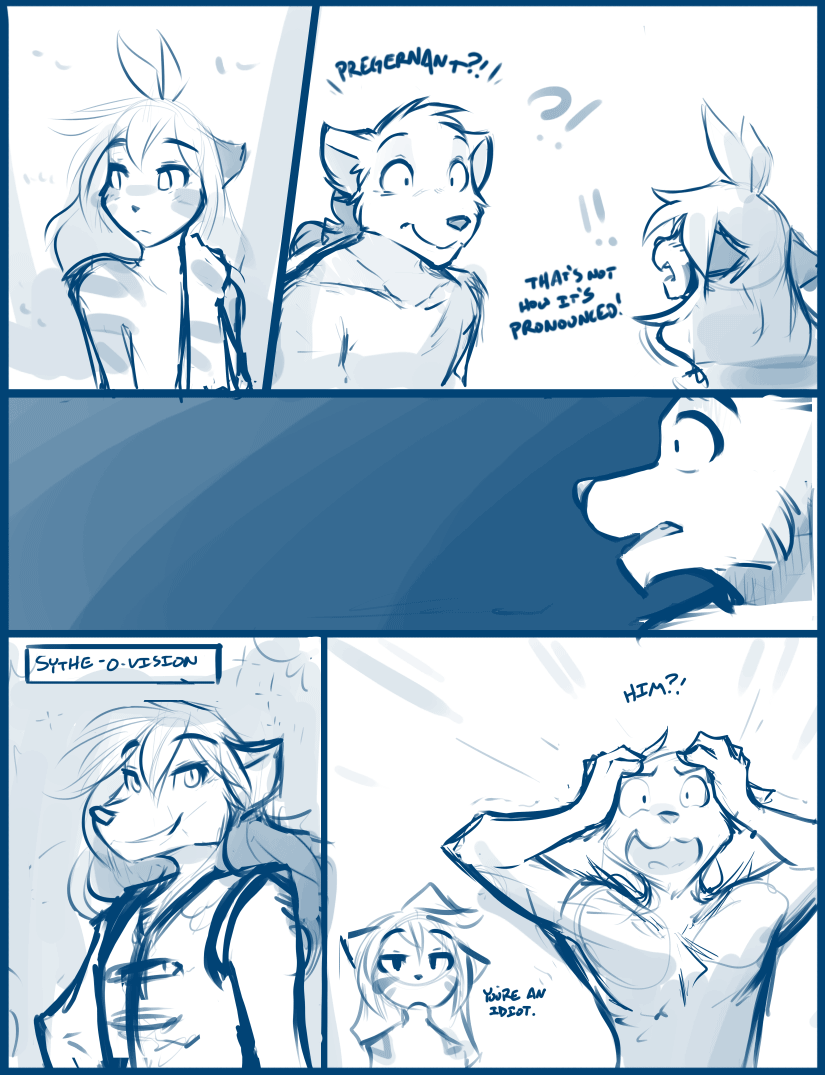 PREGERNANT?!!
?!
!!
THAT'S NOT
HOW IT'S
PRONOUNCED!
SYTHE-O-VISION
HIM?!
YOU'RE AN
IDIOT.